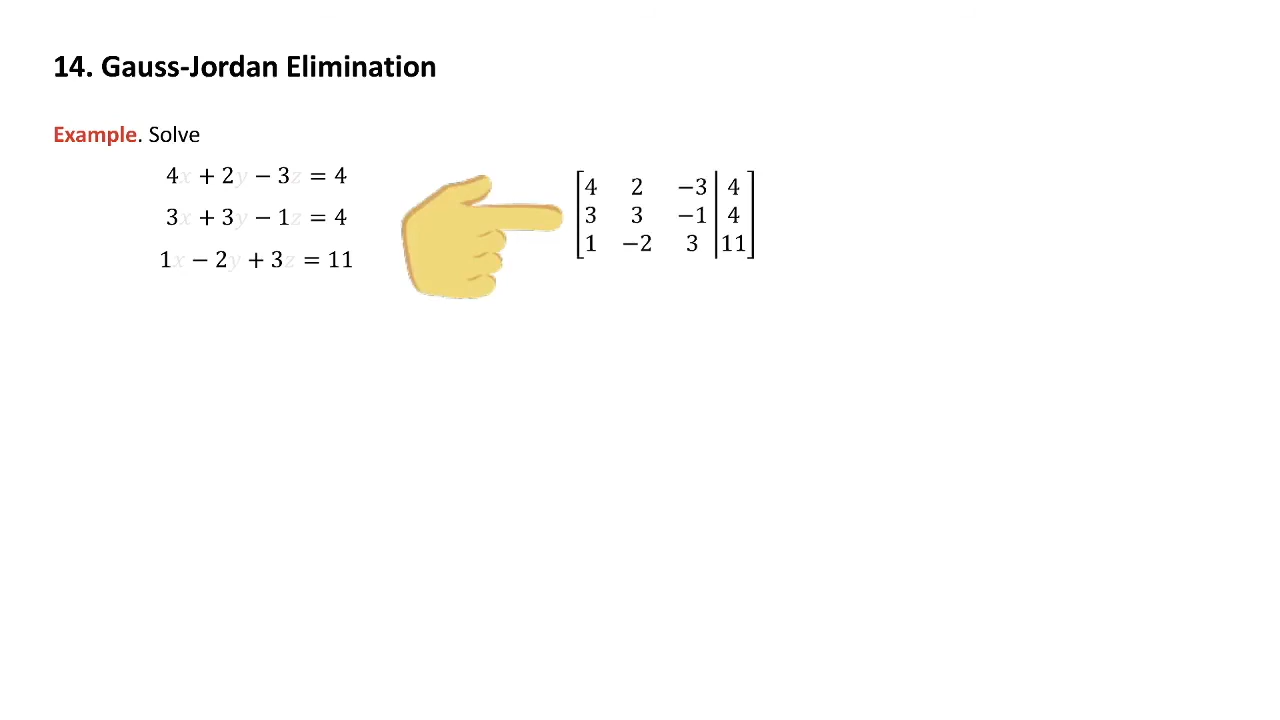 14. Gauss-Jordan Elimination
Example. Solve
4x + 2y − 3z = 4
3x + 3y − 1z = 4
1x − 2y + 3z = 11
4 2 −3 4
3 3 −1 4
1 −2 3 11